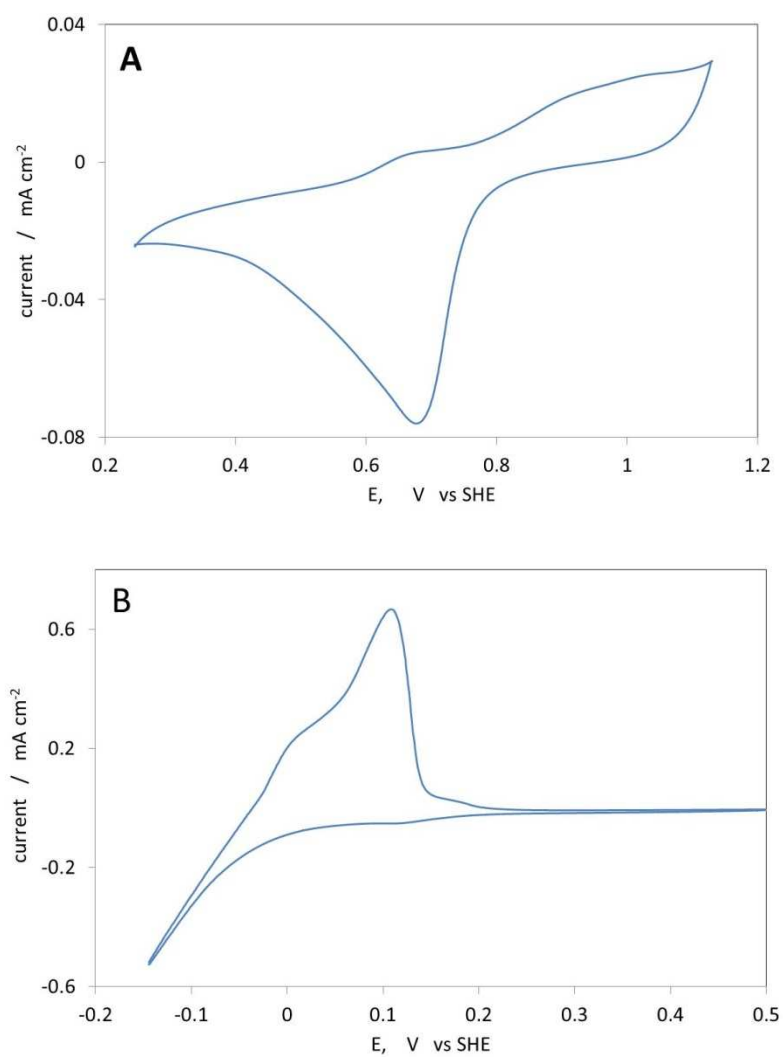 A
0.04
0
-0.04
-0.08
current / mA cm-2
0.2 0.4 0.6 0.8 1 1.2
E, V vs SHE
B
0.6
0.2
-0.2
-0.6
current / mA cm-2
-0.2 -0.1 0 0.1 0.2 0.3 0.4 0.5
E, V vs SHE